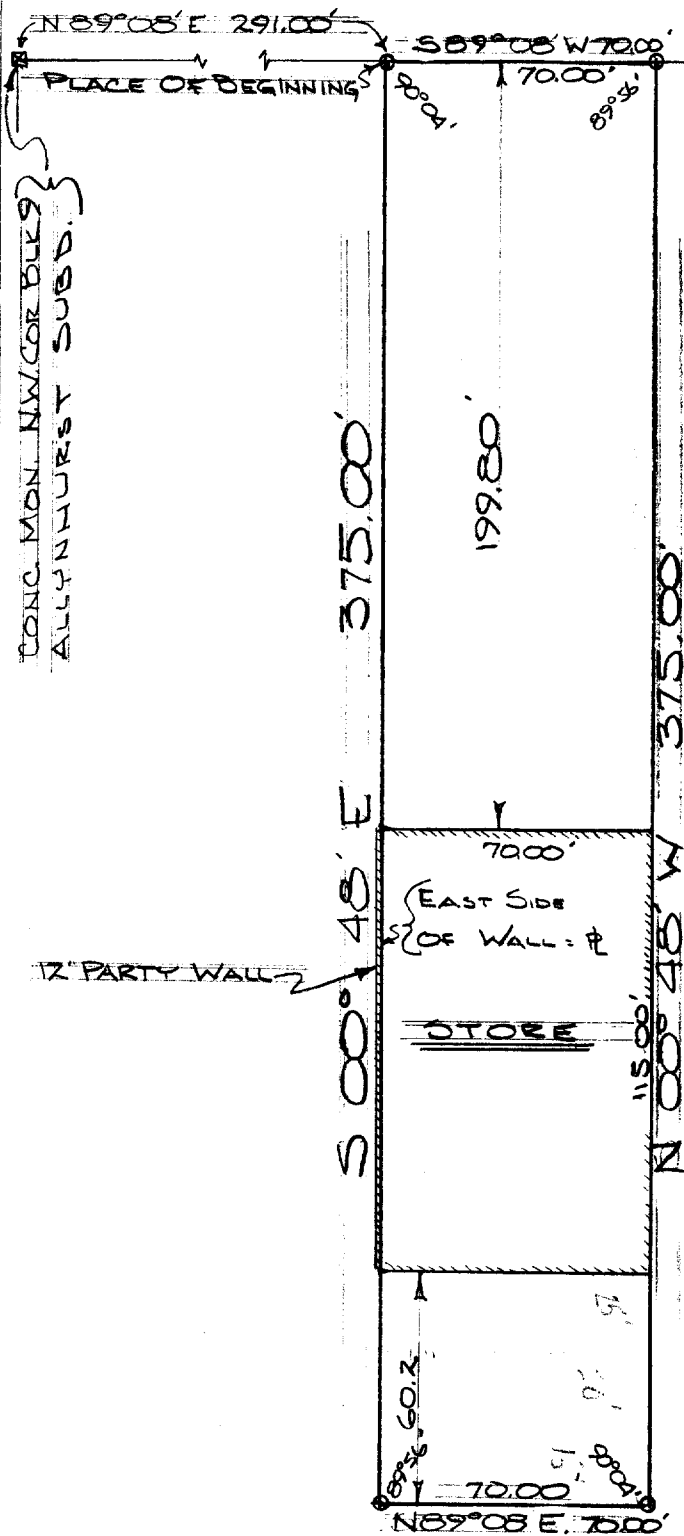 N 89°08' E 291.00'
S 89°08' W 70.00'
PLACE OF BEGINNING
70.00'
90°04'
89°56'
CONC. MON. N.W. COR BLK 9
ALLYNHURST SUBD.
199.80'
S 00° 48' E 375.00'
N 00° 48' W 375.00'
70.00'
EAST SIDE
OF WALL = PL
12" PARTY WALL
STORE
115.00'
60.2
89°56'
90°04'
70.00
N 89°08 E. 70.00'